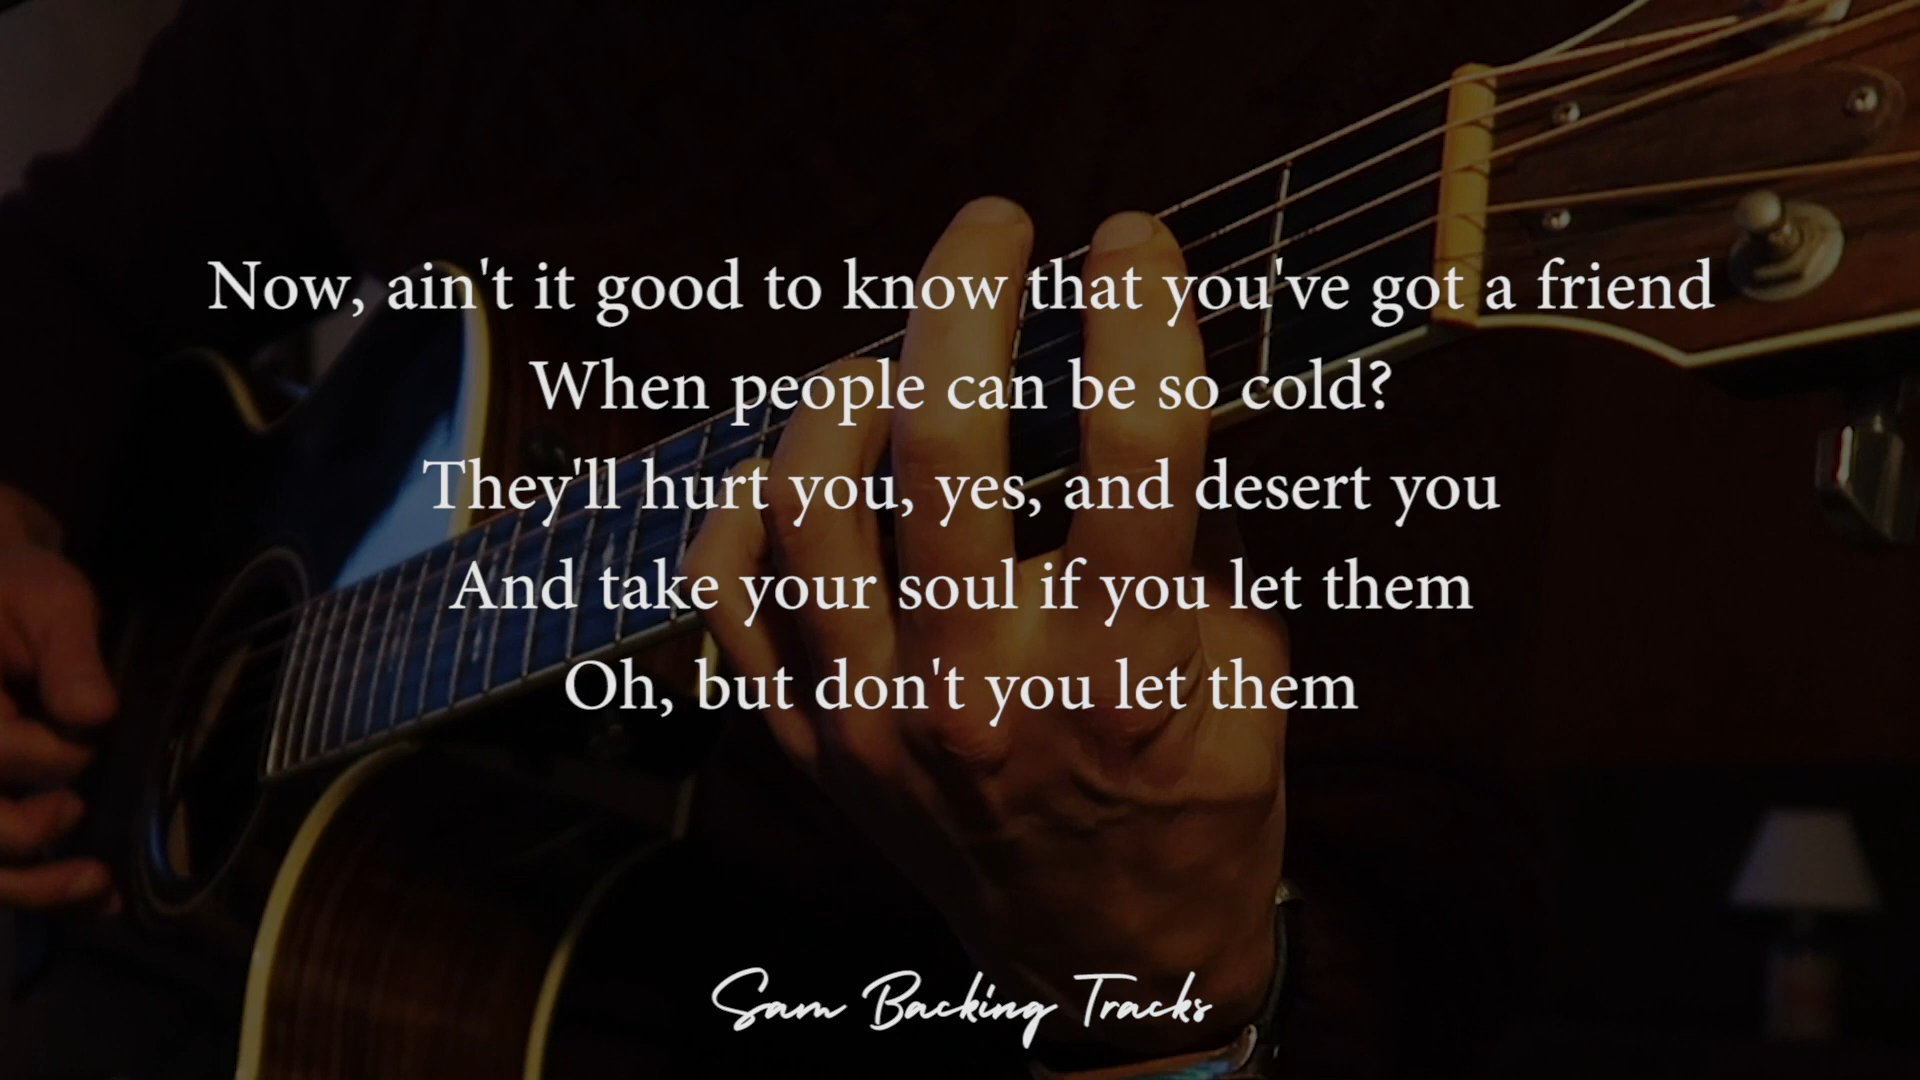 Now, ain't it good to know that you've got a friend
When people can be so cold?
They'll hurt you, yes, and desert you
And take your soul if you let them
Oh, but don't you let them
Sam Backing Tracks